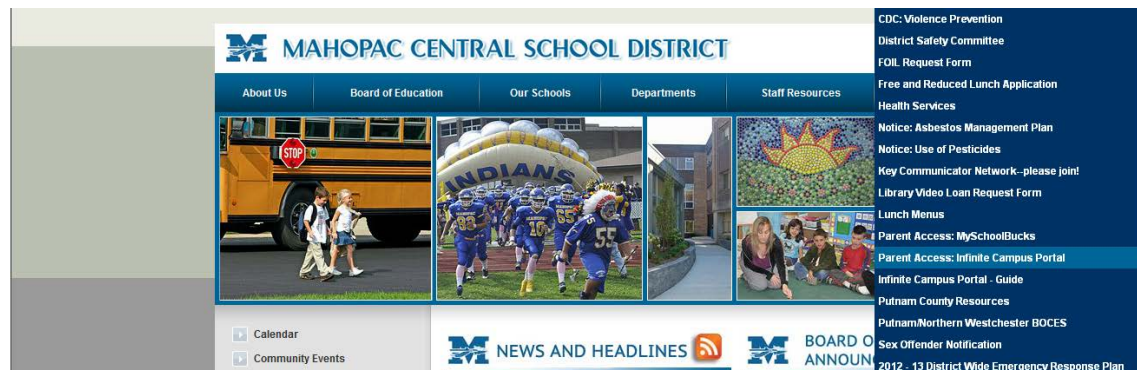 MAHOPAC CENTRAL SCHOOL DISTRICT
About Us
Board of Education
Our Schools
Departments
Staff Resources
CDC: Violence Prevention
District Safety Committee
FOIL Request Form
Free and Reduced Lunch Application
Health Services
Notice: Asbestos Management Plan
Notice: Use of Pesticides
Key Communicator Network--please join!
Library Video Loan Request Form
Lunch Menus
Parent Access: MySchoolBucks
Parent Access: Infinite Campus Portal
Infinite Campus Portal - Guide
Putnam County Resources
Putnam/Northern Westchester BOCES
Sex Offender Notification
2012 - 13 District Wide Emergency Response Plan
STOP
INDIANS
93
10
65
55
Calendar
Community Events
M NEWS AND HEADLINES
M BOARD O
ANNOUN